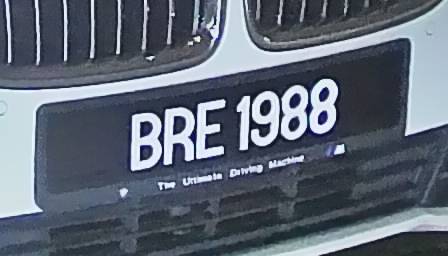 BRE 1988
The Ultimate Driving Machine